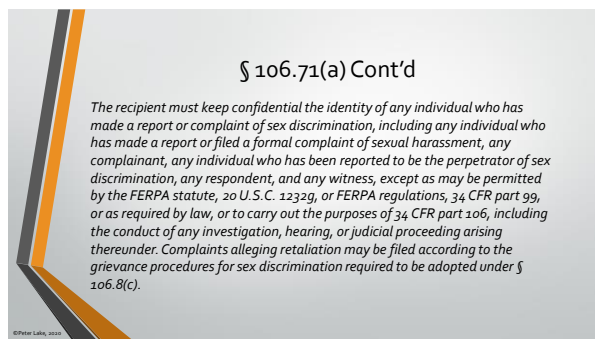 § 106.71(a) Cont'd
The recipient must keep confidential the identity of any individual who has
made a report or complaint of sex discrimination, including any individual who
has made a report or filed a formal complaint of sexual harassment, any
complainant, any individual who has been reported to be the perpetrator of sex
discrimination, any respondent, and any witness, except as may be permitted
by the FERPA statute, 20 U.S.C. 1232g, or FERPA regulations, 34 CFR part 99,
or as required by law, or to carry out the purposes of 34 CFR part 106, including
the conduct of any investigation, hearing, or judicial proceeding arising
thereunder. Complaints alleging retaliation may be filed according to the
grievance procedures for sex discrimination required to be adopted under §
106.8(c).
©Peter Lake, 2020